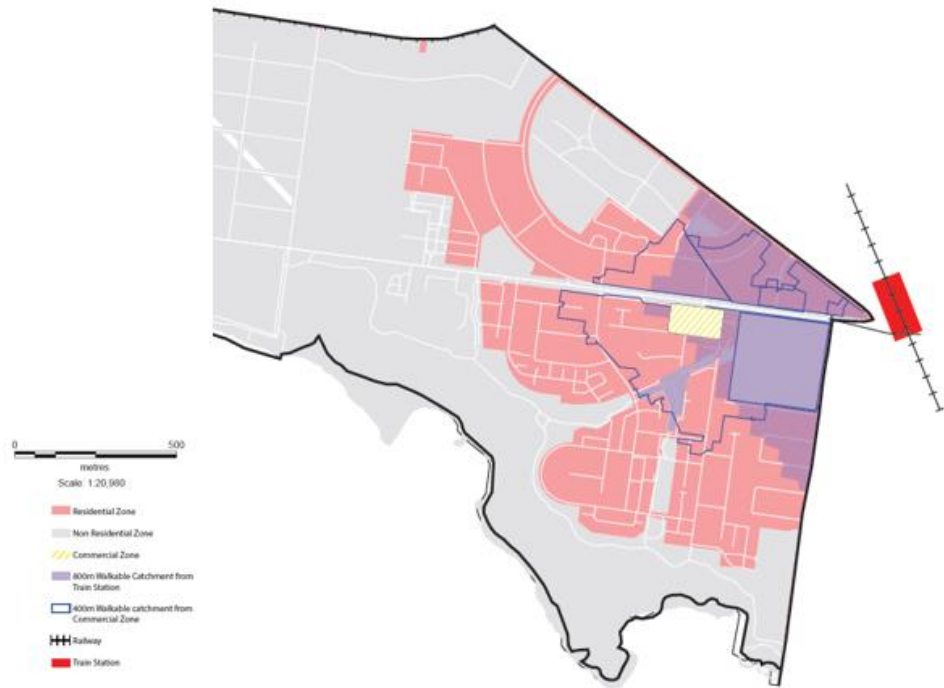 0 500
metres
Scale: 1:20,980
Residential Zone
Non Residential Zone
Commercial Zone
800m Walkable Catchment from
Train Station
400m Walkable catchment from
Commercial Zone
Railway
Train Station